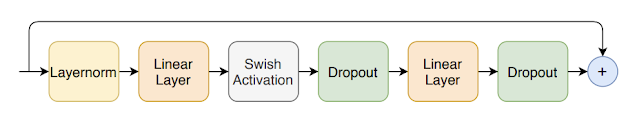 Layernorm
Linear
Layer
Swish
Activation
Dropout
Linear
Layer
Dropout
+